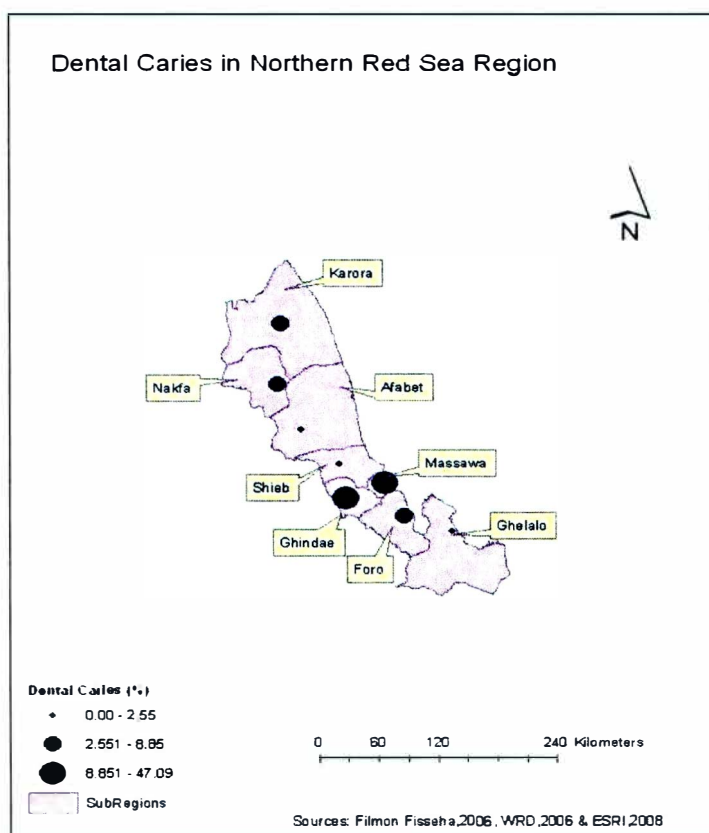 Dental Caries in Northern Red Sea Region
N
Karora
Nakfa
Afabet
Massawa
Shieb
Ghelalo
Ghindae
Foro
Dental Caries (%)
0.00 - 2.55
2.551 - 8.85
8.851 - 47.09
SubRegions
0 60 120 240 Kilometers
Sources: Filmon Fisseha,2006, WRD,2006 & ESRI,2008